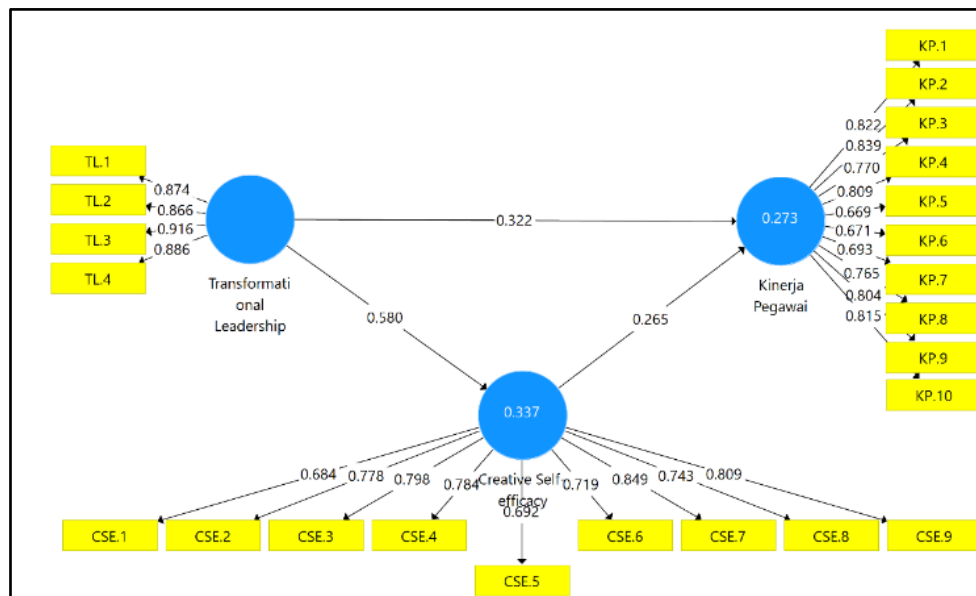 KP.1
KP.2
KP.3
KP.4
KP.5
KP.6
KP.7
KP.8
KP.9
KP.10
0.822
0.839
0.770
0.809
0.669
0.671
0.693
0.765
0.804
0.815
0.273
Kinerja
Pegawai
TL.1
TL.2
TL.3
TL.4
0.874
0.866
0.916
0.886
Transformati
onal
Leadership
0.322
0.580
0.265
0.337
Creative Self
efficacy
0.684
0.778
0.798
0.784
0.692
0.719
0.849
0.743
0.809
CSE.1
CSE.2
CSE.3
CSE.4
CSE.5
CSE.6
CSE.7
CSE.8
CSE.9